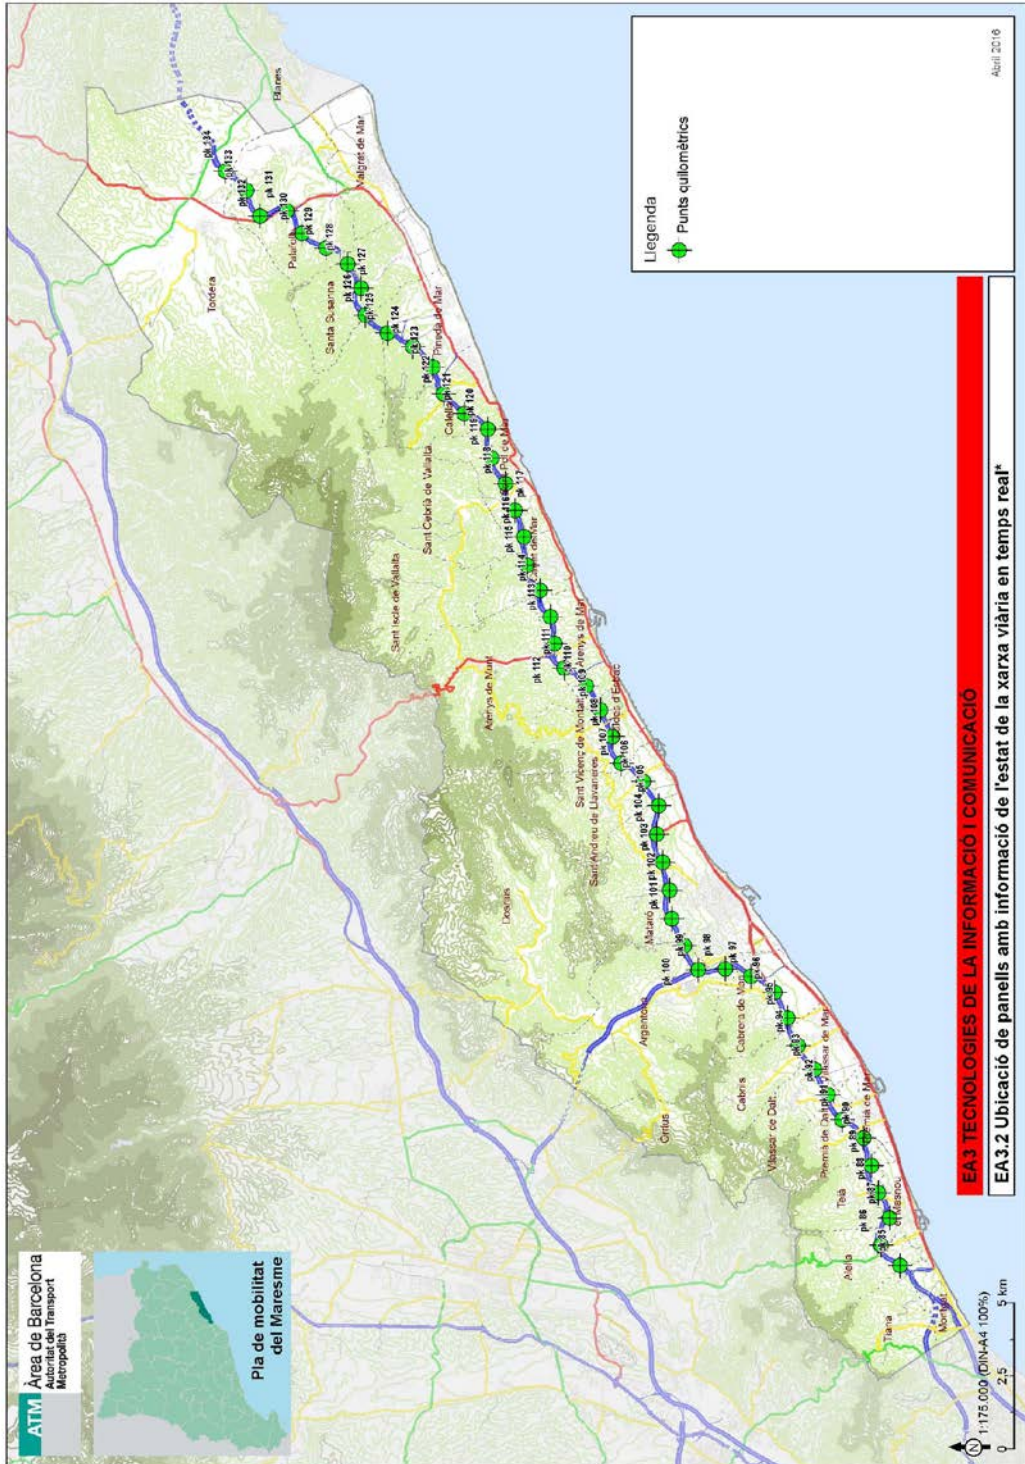 ATM
Àrea de Barcelona
Autoritat del Transport
Metropolità
Pla de mobilitat
del Maresme
Llegenda
Punts quilomètrics
Abril 2016
EA3 TECNOLOGIES DE LA INFORMACIÓ I COMUNICACIÓ
EA3.2 Ubicació de panells amb informació de l'estat de la xarxa viària en temps real*
N
1:175.000 (DIN-A4 100%)
0 2,5 5 km
Blanes
Malgrat de Mar
Tordera
Palafolls
Santa Susanna
Pineda de Mar
Calella
Sant Cebrià de Vallalta
Sant Iscle de Vallalta
Pol de Mar
Canet de Mar
Arenys de Munt
Arenys de Mar
Sant Vicenç de Montalt
Sant Andreu de Llavaneres
Dosrius
Mataró
Argentona
Cabrera de Mar
Cabrils
Òrrius
Vilassar de Dalt
Vilassar de Mar
Premià de Dalt
Premià de Mar
Teià
el Masnou
Alella
Tiana
Montgat
pk 134
pk 133
pk 132
pk 131
pk 130
pk 129
pk 128
pk 127
pk 126
pk 125
pk 124
pk 123
pk 122
pk 121
pk 120
pk 119
pk 118
pk 117
pk 116
pk 115
pk 114
pk 113
pk 112
pk 111
pk 110
pk 109
pk 108
pk 107
pk 106
pk 105
pk 104
pk 103
pk 102
pk 101
pk 100
pk 99
pk 98
pk 97
pk 96
pk 95
pk 94
pk 93
pk 92
pk 91
pk 90
pk 89
pk 88
pk 87
pk 86
pk 85